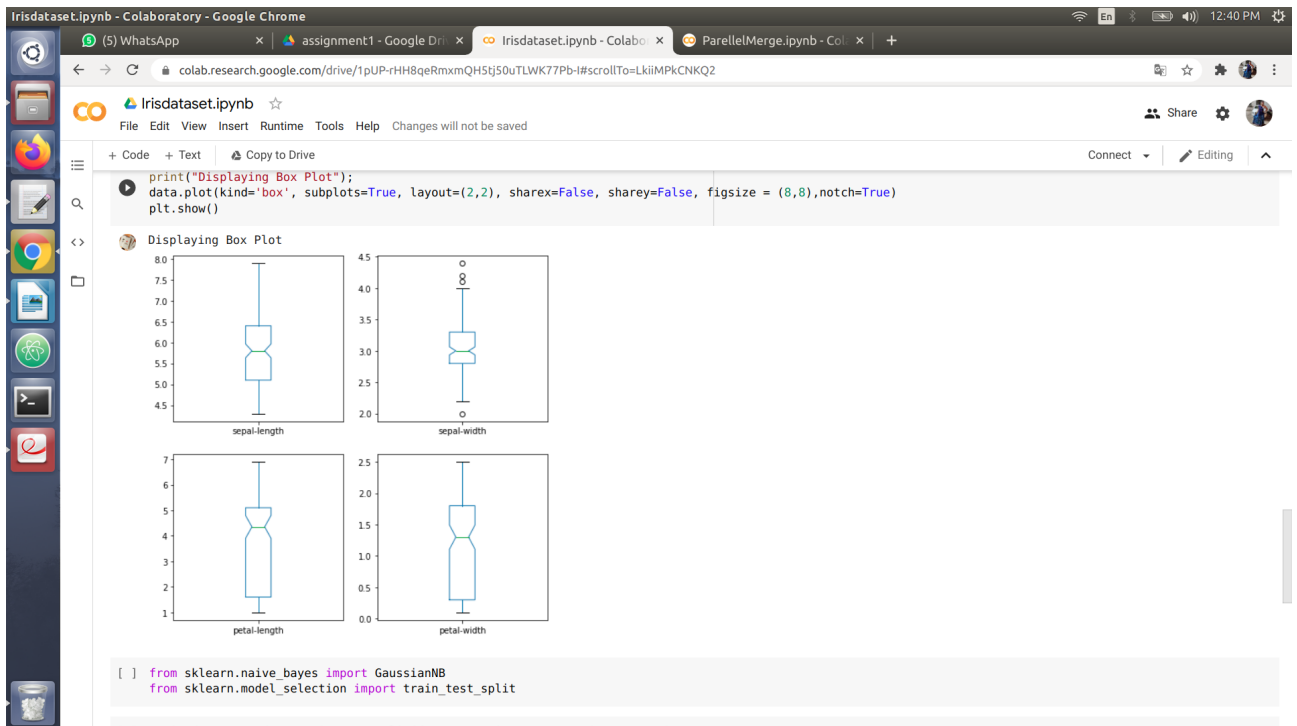 Irisdataset.ipynb - Colaboratory - Google Chrome
En
12:40 PM
(5) WhatsApp
assignment1 - Google Dri
Irisdataset.ipynb - Colabo
ParellelMerge.ipynb - Col
colab.research.google.com/drive/1pUP-rHH8qeRmxmQH5tj50uTLWK77Pb-I#scrollTo=LkiiMPkCNKQ2
Irisdataset.ipynb
Share
File Edit View Insert Runtime Tools Help Changes will not be saved
+ Code + Text Copy to Drive
Connect
Editing
print("Displaying Box Plot");
data.plot(kind='box', subplots=True, layout=(2,2), sharex=False, sharey=False, figsize = (8,8),notch=True)
plt.show()
Displaying Box Plot
8.0
7.5
7.0
6.5
6.0
5.5
5.0
4.5
sepal-length
4.5
4.0
3.5
3.0
2.5
2.0
sepal-width
7
6
5
4
3
2
1
petal-length
2.5
2.0
1.5
1.0
0.5
0.0
petal-width
[ ] from sklearn.naive_bayes import GaussianNB
from sklearn.model_selection import train_test_split